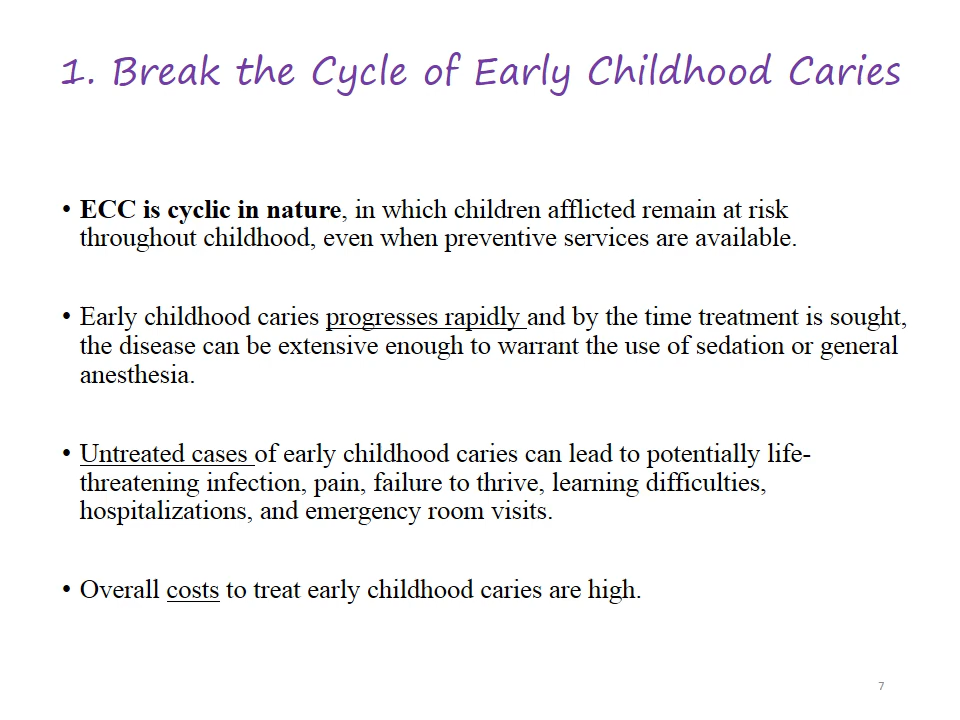 1. Break the Cycle of Early Childhood Caries
• ECC is cyclic in nature, in which children afflicted remain at risk
throughout childhood, even when preventive services are available.
• Early childhood caries progresses rapidly and by the time treatment is sought,
the disease can be extensive enough to warrant the use of sedation or general
anesthesia.
• Untreated cases of early childhood caries can lead to potentially life-
threatening infection, pain, failure to thrive, learning difficulties,
hospitalizations, and emergency room visits.
• Overall costs to treat early childhood caries are high.
7